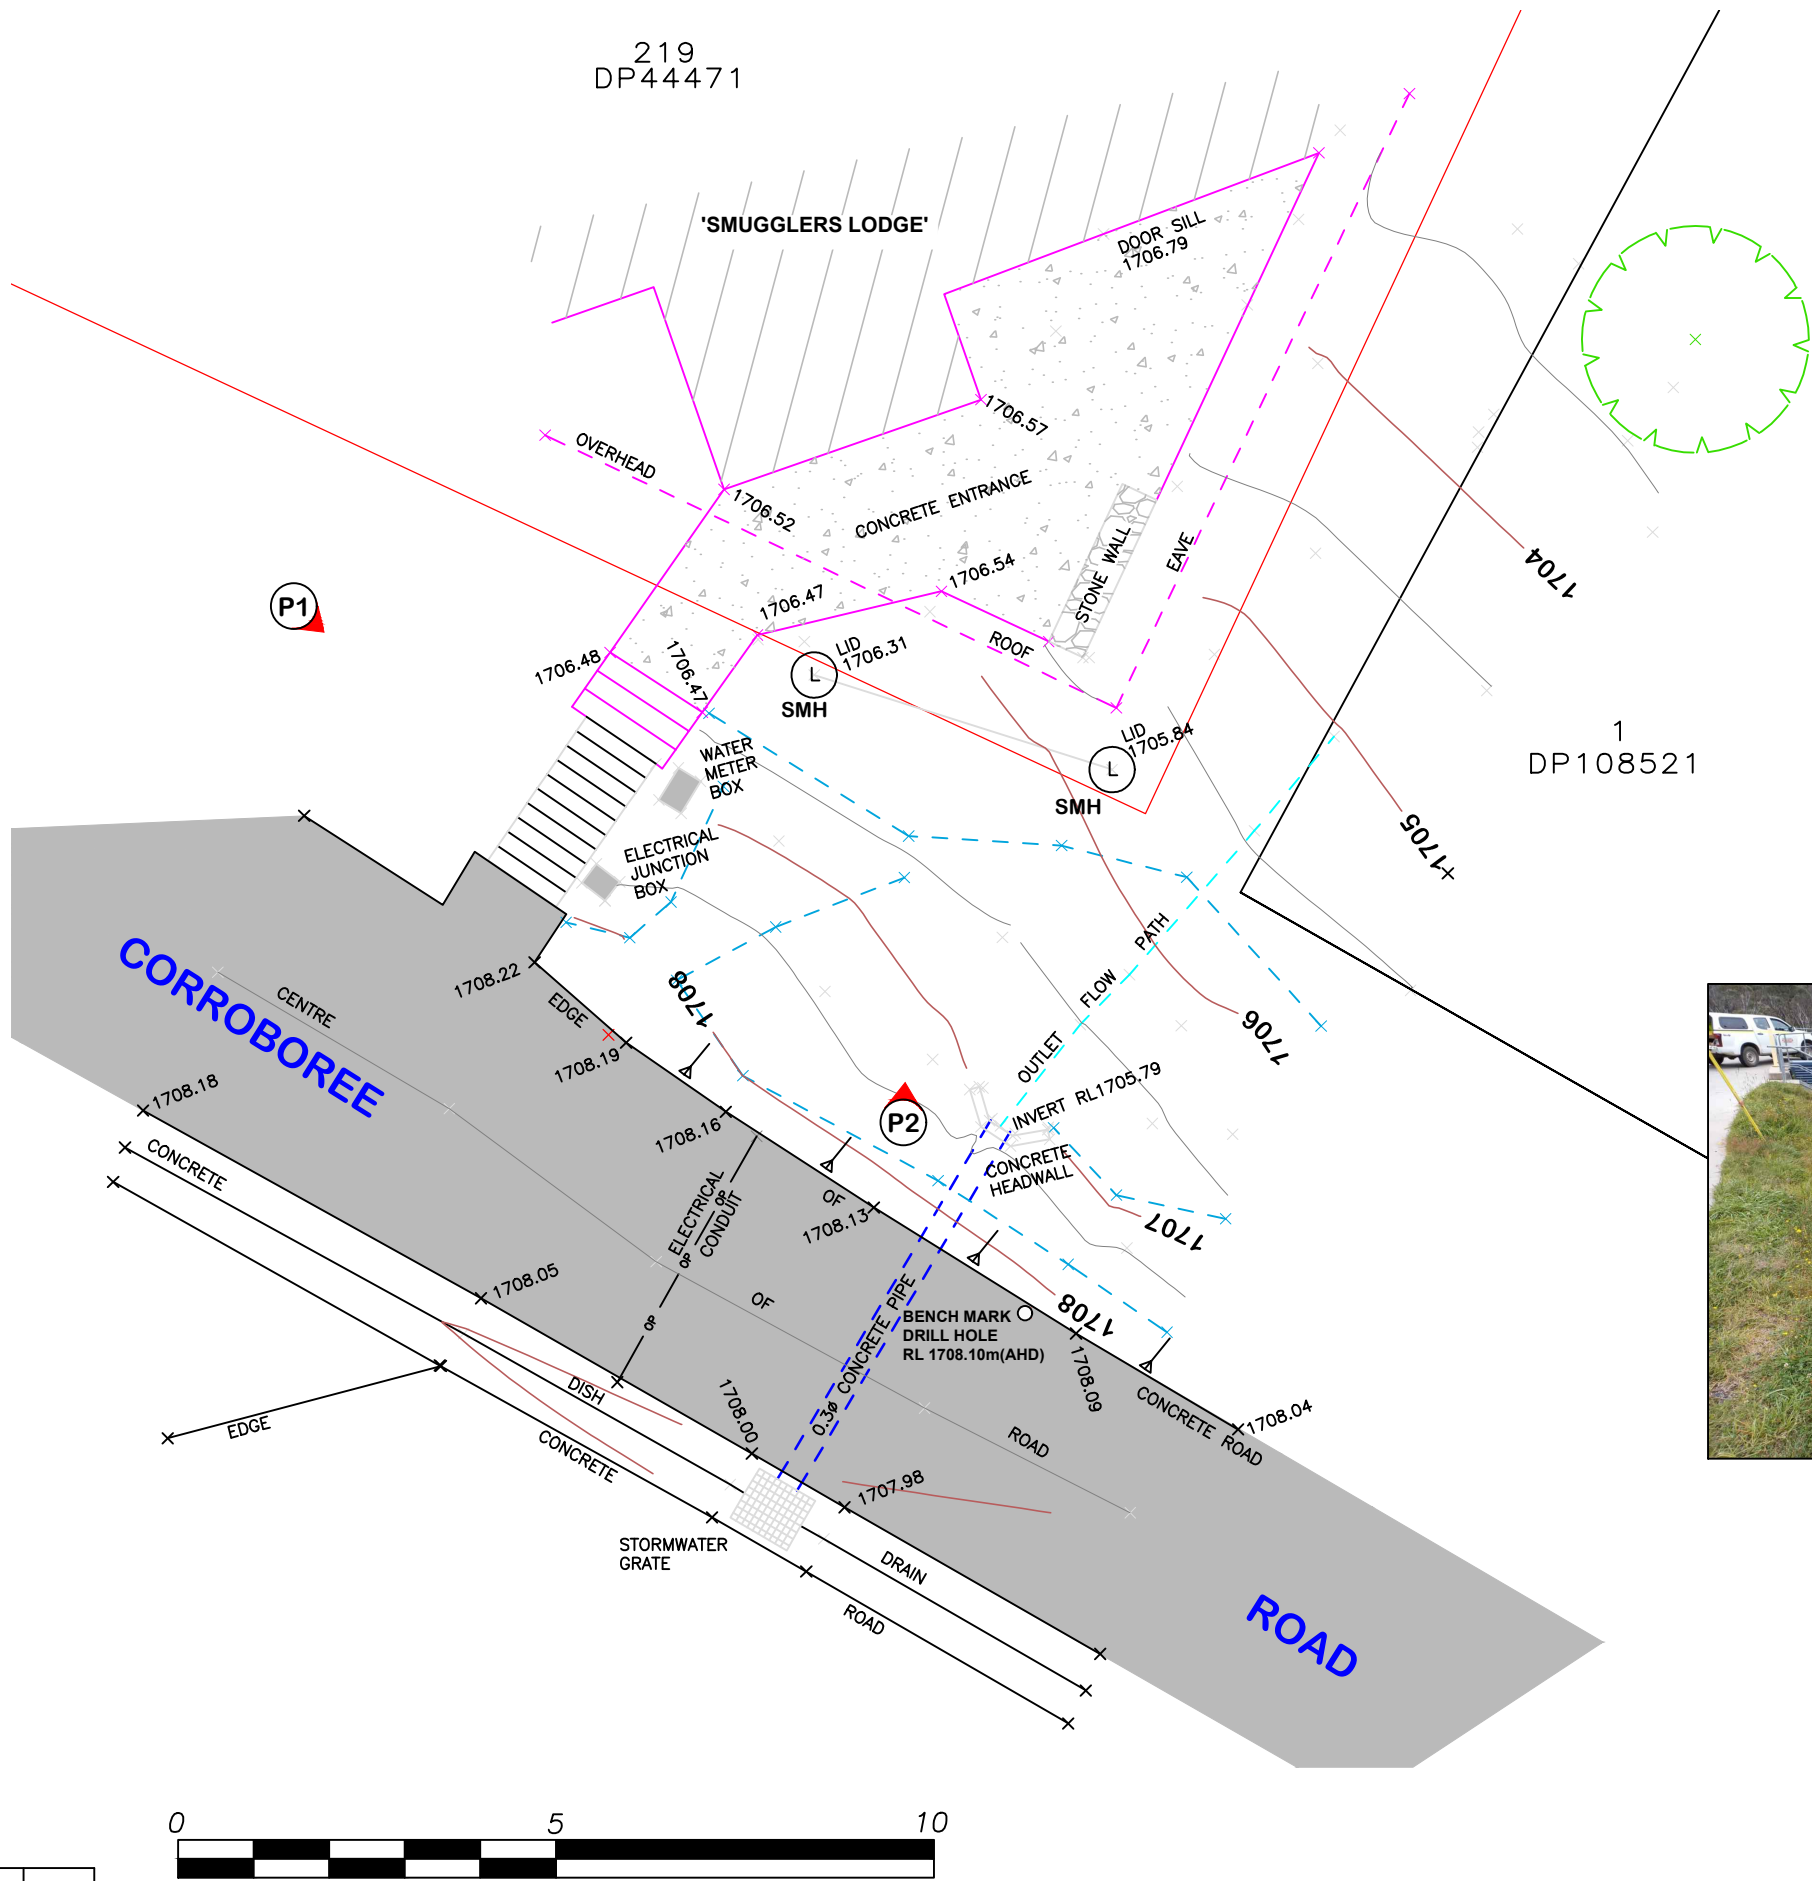 219
DP44471
'SMUGGLERS LODGE'
DOOR SILL
1706.79
1706.57
OVERHEAD
1706.52
CONCRETE ENTRANCE
STONE WALL
EAVE
1704
P1
1706.54
1706.47
1706.48
1706.47
LID
1706.31
L
SMH
ROOF
LID
1705.84
L
SMH
1
DP108521
WATER
METER
BOX
1705
ELECTRICAL
JUNCTION
BOX
CORROBOREE
CENTRE
1708.22
EDGE
1708
OUTLET FLOW PATH
1706
1708.19
1708.18
1708.16
P2
INVERT RL1705.79
CONCRETE
HEADWALL
CONCRETE
ELECTRICAL
CONDUIT
OP
OP
OP
OF
1708.13
1707
1708.05
OF
0.3ø CONCRETE PIPE
BENCH MARK
DRILL HOLE
RL 1708.10m(AHD)
1708
1708.09
CONCRETE ROAD
1708.04
DISH
1708.00
ROAD
EDGE
CONCRETE
1707.98
STORMWATER
GRATE
DRAIN
ROAD
ROAD
0 5 10